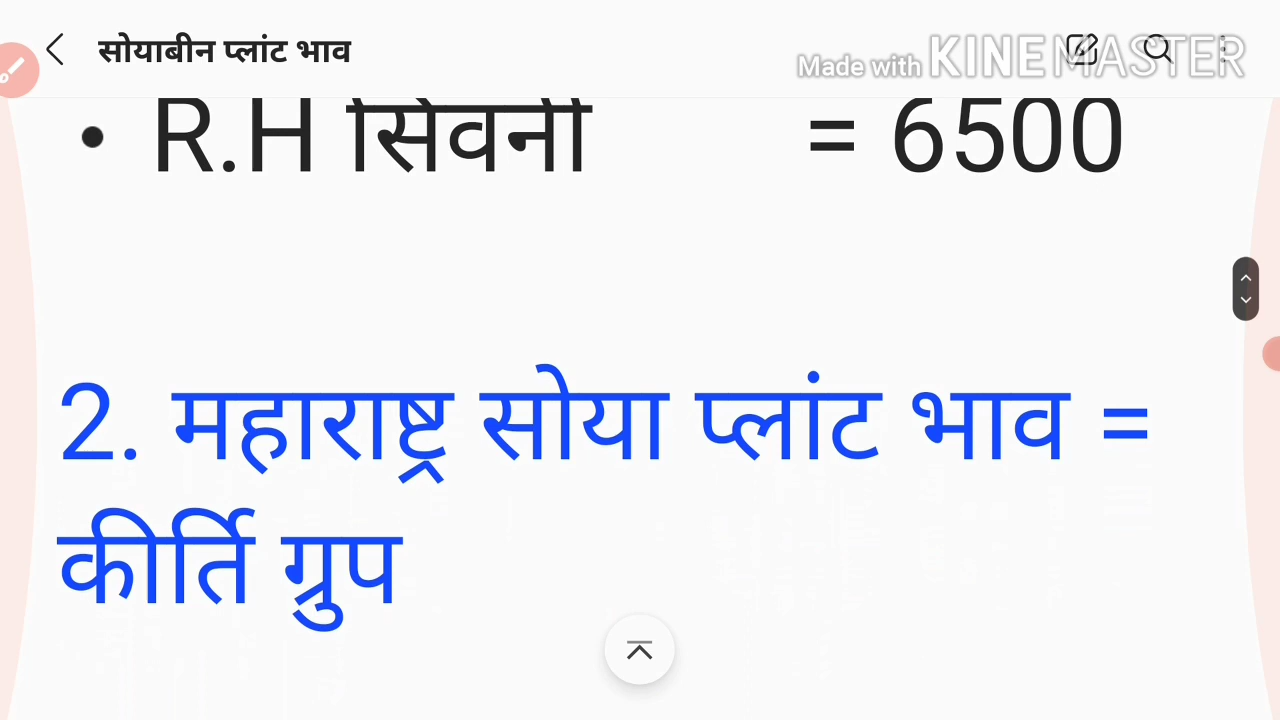 सोयाबीन प्लांट भाव
Made with KINEMASTER
• R.H सिवनी = 6500
2. महाराष्ट्र सोया प्लांट भाव =
कीर्ति ग्रुप